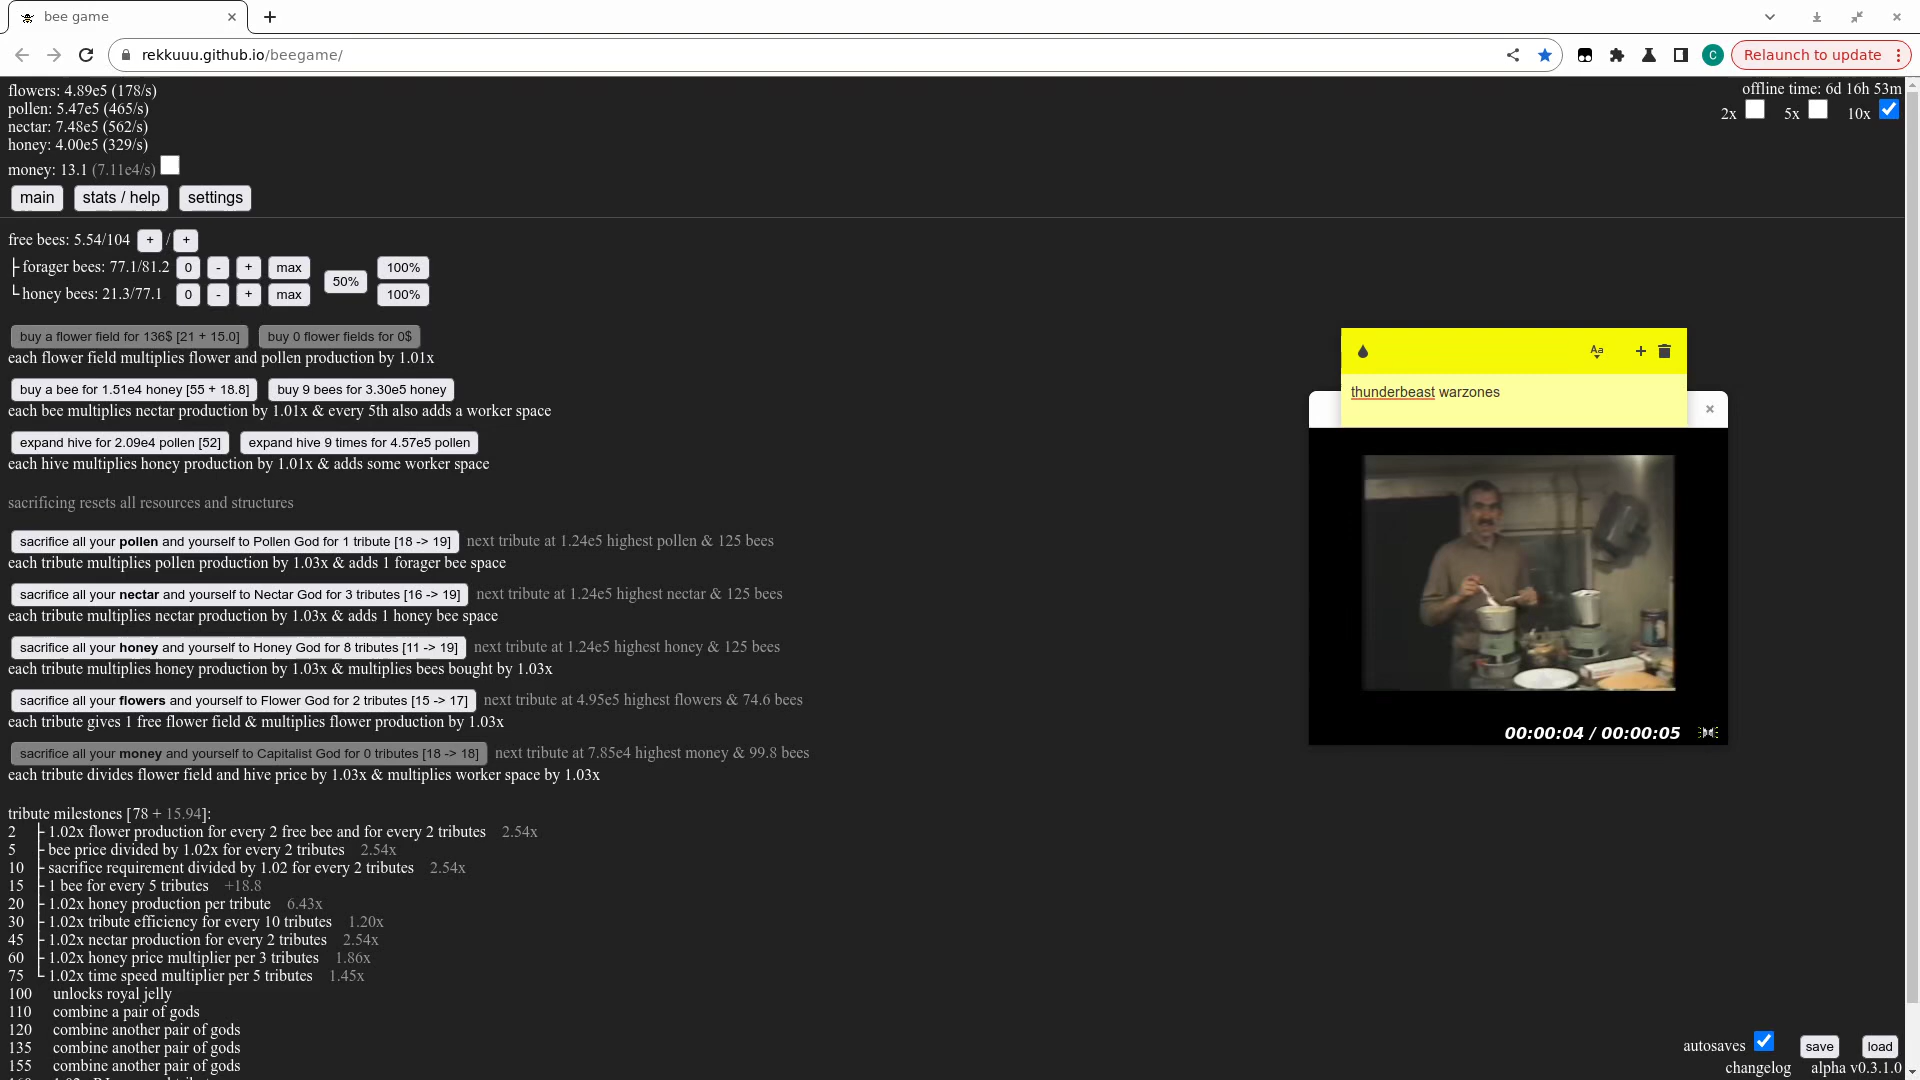 bee game
rekkuuu.github.io/beegame/
C
Relaunch to update
flowers: 4.89e5 (178/s)
pollen: 5.47e5 (465/s)
nectar: 7.48e5 (562/s)
honey: 4.00e5 (329/s)
money: 13.1 (7.11e4/s)
offline time: 6d 16h 53m
2x 5x 10x
main stats / help settings
free bees: 5.54/104 + / +
├ forager bees: 77.1/81.2 0 - + max 100%
50%
└ honey bees: 21.3/77.1 0 - + max 100%
buy a flower field for 136$ [21 + 15.0] buy 0 flower fields for 0$
each flower field multiplies flower and pollen production by 1.01x
buy a bee for 1.51e4 honey [55 + 18.8] buy 9 bees for 3.30e5 honey
each bee multiplies nectar production by 1.01x & every 5th also adds a worker space
expand hive for 2.09e4 pollen [52] expand hive 9 times for 4.57e5 pollen
each hive multiplies honey production by 1.01x & adds some worker space
sacrificing resets all resources and structures
sacrifice all your pollen and yourself to Pollen God for 1 tribute [18 -> 19] next tribute at 1.24e5 highest pollen & 125 bees
each tribute multiplies pollen production by 1.03x & adds 1 forager bee space
sacrifice all your nectar and yourself to Nectar God for 3 tributes [16 -> 19] next tribute at 1.24e5 highest nectar & 125 bees
each tribute multiplies nectar production by 1.03x & adds 1 honey bee space
sacrifice all your honey and yourself to Honey God for 8 tributes [11 -> 19] next tribute at 1.24e5 highest honey & 125 bees
each tribute multiplies honey production by 1.03x & multiplies bees bought by 1.03x
sacrifice all your flowers and yourself to Flower God for 2 tributes [15 -> 17] next tribute at 4.95e5 highest flowers & 74.6 bees
each tribute gives 1 free flower field & multiplies flower production by 1.03x
sacrifice all your money and yourself to Capitalist God for 0 tributes [18 -> 18] next tribute at 7.85e4 highest money & 99.8 bees
each tribute divides flower field and hive price by 1.03x & multiplies worker space by 1.03x
tribute milestones [78 + 15.94]:
2 ├ 1.02x flower production for every 2 free bee and for every 2 tributes 2.54x
5 ├ bee price divided by 1.02x for every 2 tributes 2.54x
10 ├ sacrifice requirement divided by 1.02 for every 2 tributes 2.54x
15 ├ 1 bee for every 5 tributes +18.8
20 ├ 1.02x honey production per tribute 6.43x
30 ├ 1.02x tribute efficiency for every 10 tributes 1.20x
45 ├ 1.02x nectar production for every 2 tributes 2.54x
60 ├ 1.02x honey price multiplier per 3 tributes 1.86x
75 └ 1.02x time speed multiplier per 5 tributes 1.45x
100 unlocks royal jelly
110 combine a pair of gods
120 combine another pair of gods
135 combine another pair of gods
155 combine another pair of gods
Aa
thunderbeast warzones
00:00:04 / 00:00:05
autosaves save load
changelog alpha v0.3.1.0